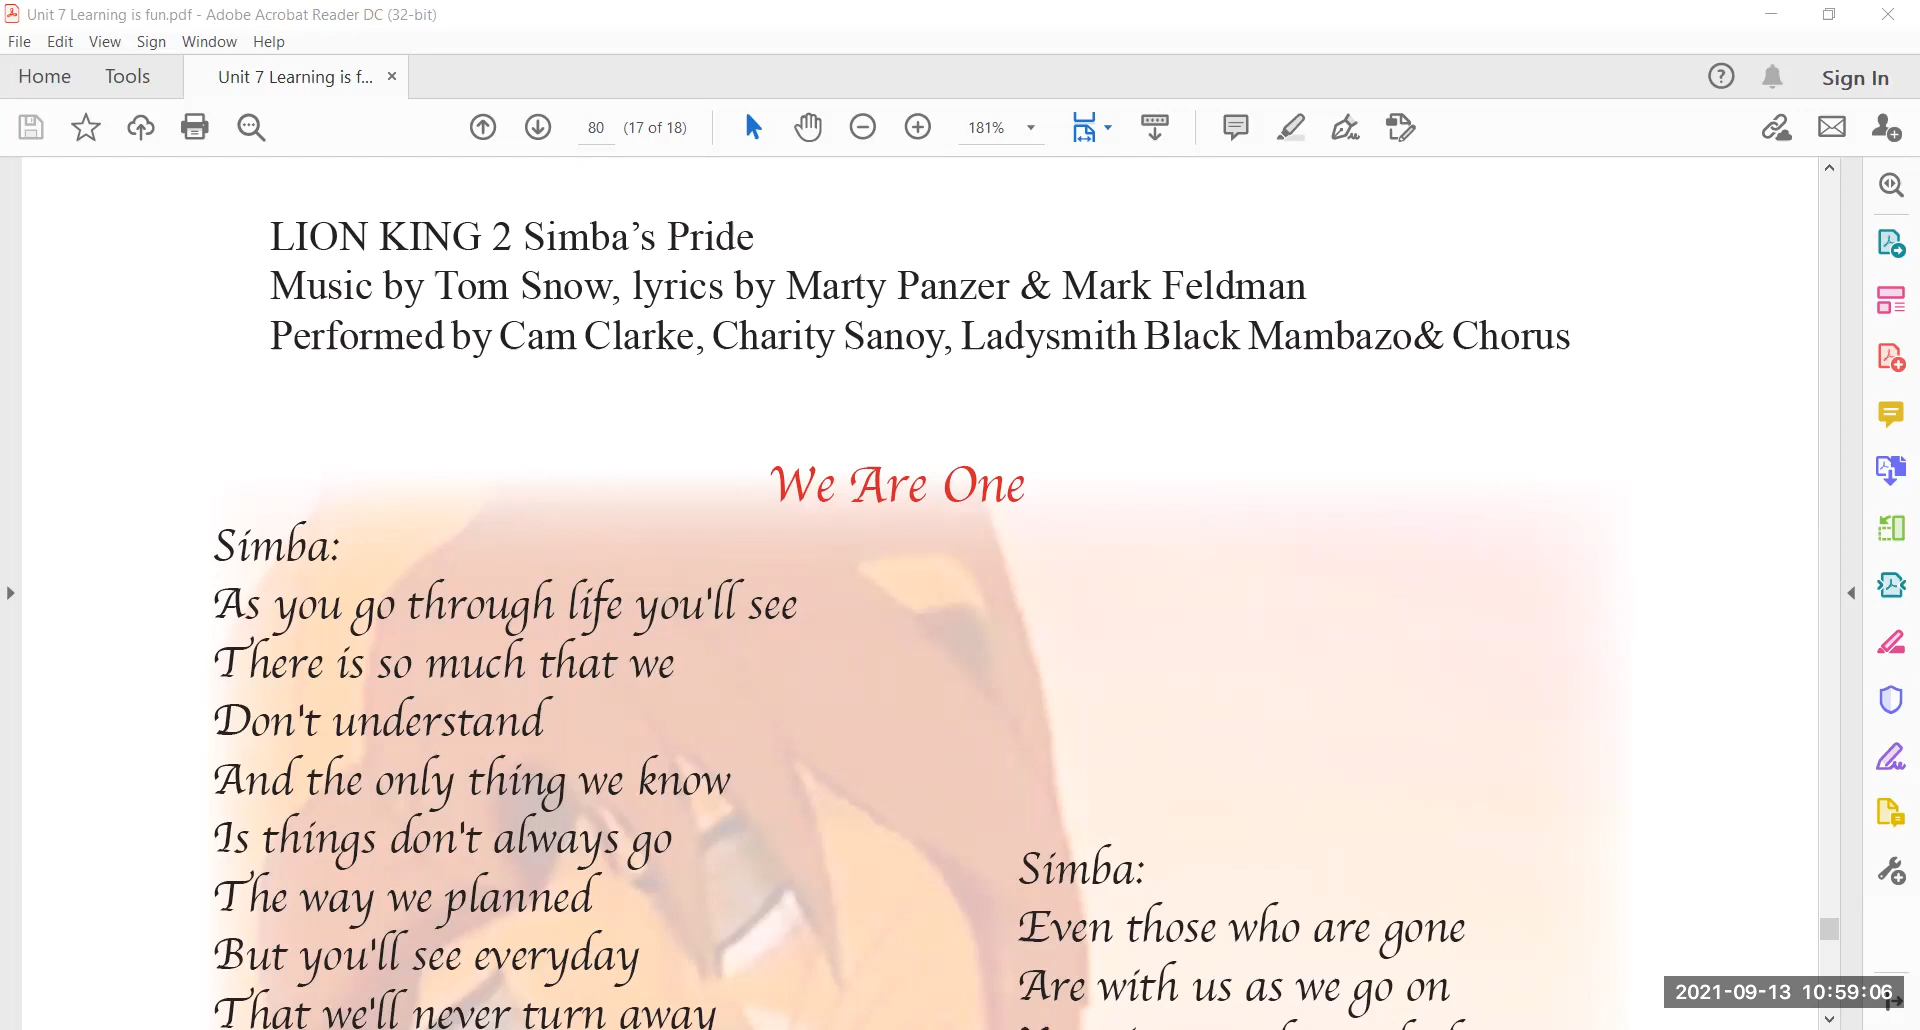 Unit 7 Learning is fun.pdf - Adobe Acrobat Reader DC (32-bit)
File Edit View Sign Window Help
Home Tools Unit 7 Learning is f... × Sign In
80 (17 of 18) 181%
LION KING 2 Simba’s Pride
Music by Tom Snow, lyrics by Marty Panzer & Mark Feldman
Performed by Cam Clarke, Charity Sanoy, Ladysmith Black Mambazo& Chorus
We Are One
Simba:
As you go through life you'll see
There is so much that we
Don't understand
And the only thing we know
Is things don't always go
The way we planned
But you'll see everyday
That we'll never turn away
Simba:
Even those who are gone
Are with us as we go on
2021-09-13 10:59:06